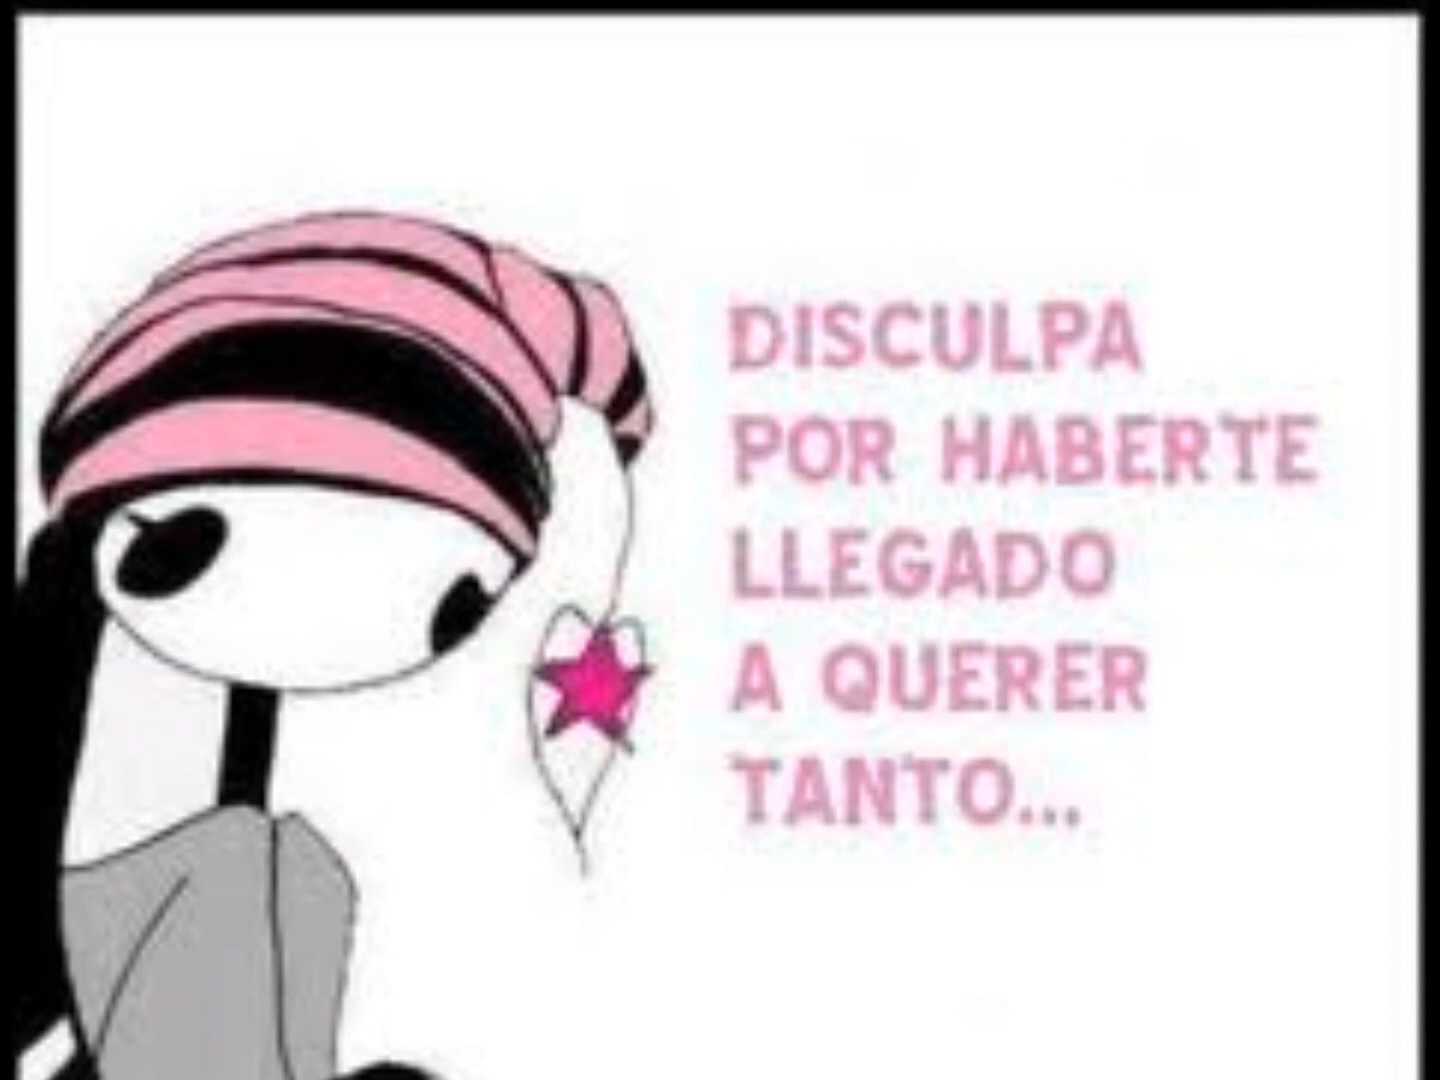 DISCULPA
POR HABERTE
LLEGADO
A QUERER
TANTO...